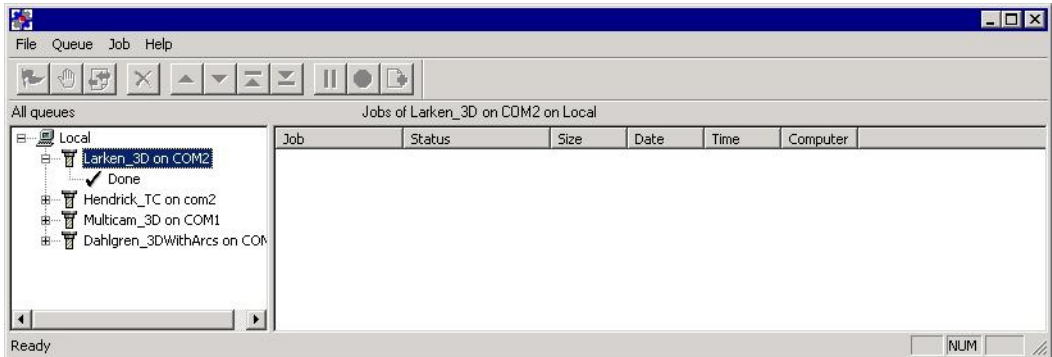 File Queue Job Help
All queues Jobs of Larken_3D on COM2 on Local
Local Job Status Size Date Time Computer
Larken_3D on COM2
Done
Hendrick_TC on com2
Multicam_3D on COM1
Dahlgren_3DWithArcs on COM
Ready NUM